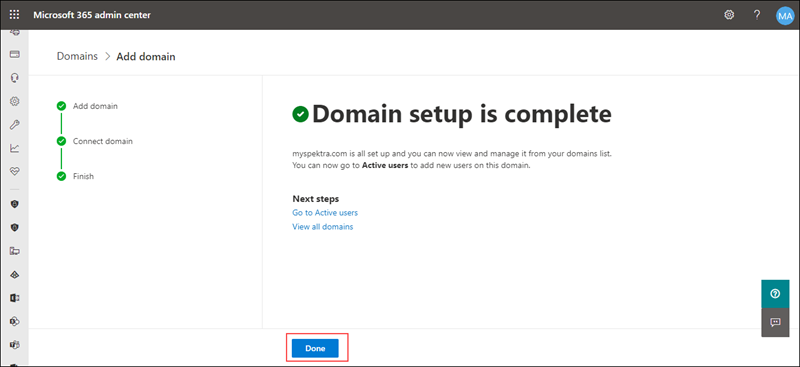 Microsoft 365 admin center
?
MA
Domains > Add domain
Add domain
Connect domain
Finish
Domain setup is complete
myspektra.com is all set up and you can now view and manage it from your domains list.
You can now go to Active users to add new users on this domain.
Next steps
Go to Active users
View all domains
Done